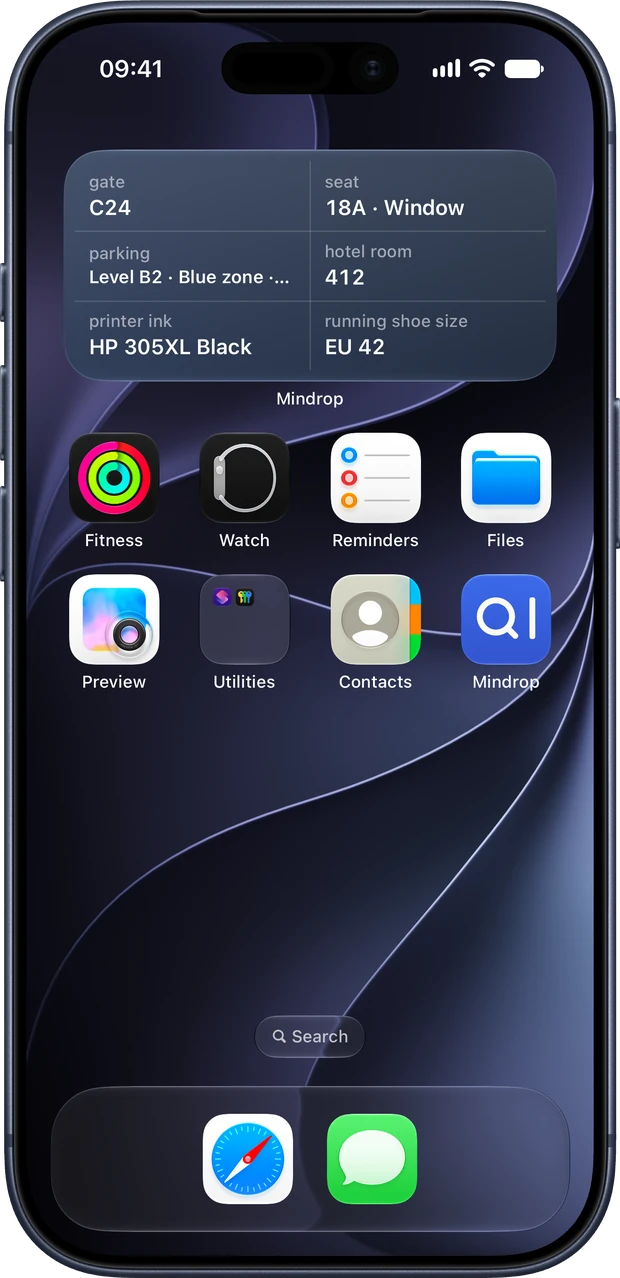 09:41
gate
C24
seat
18A · Window
parking
Level B2 · Blue zone ·...
hotel room
412
printer ink
HP 305XL Black
running shoe size
EU 42
Mindrop
Fitness
Watch
Reminders
Files
Preview
Utilities
Contacts
Mindrop
Search